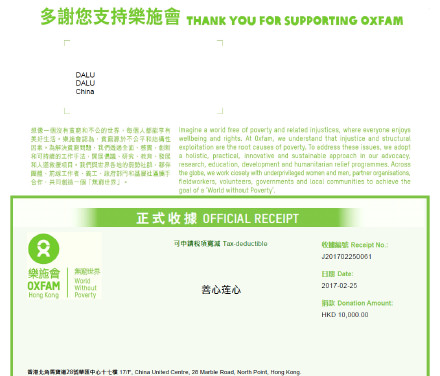 多謝您支持樂施會 THANK YOU FOR SUPPORTING OXFAM
DALU
DALU
China
Imagine a world free of poverty and related injustices, where everyone enjoys
wellbeing and rights. At Oxfam, we understand that injustice and structural
exploitation are the root causes of poverty. To address these issues, we adopt
a holistic, practical, innovative and sustainable approach in our advocacy,
research, education, development and humanitarian relief programmes. Across
the globe, we work closely with underprivileged women and men, partner organisations,
fieldworkers, volunteers, governments and local communities to achieve the
goal of a 'World without Poverty'.
正式收據 OFFICIAL RECEIPT
樂施會
OXFAM
Hong Kong
無窮世界
World
Without
Poverty
可申請稅項寬減 Tax-deductible
善心莲心
收據編號 Receipt No.:
J201702250061
日期 Date:
2017-02-25
捐款 Donation Amount:
HKD 10,000.00
香港北角馬寶道28號華匯中心十七樓 17/F, China United Centre, 28 Marble Road, North Point, Hong Kong.